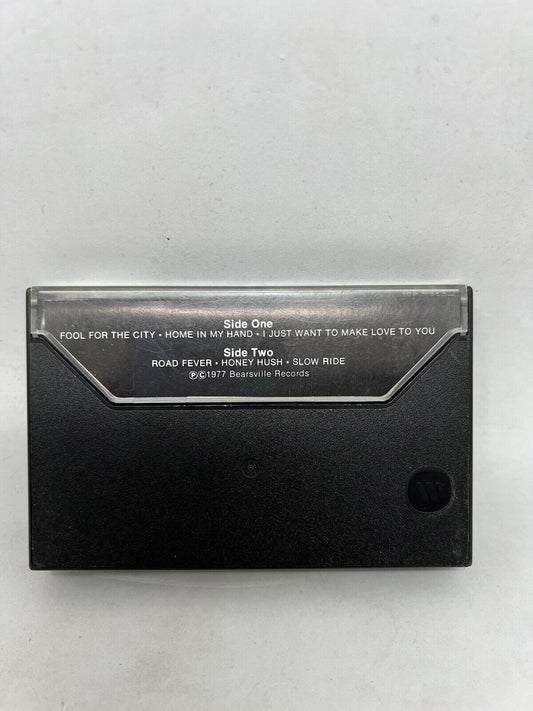 Side One
FOOL FOR THE CITY • HOME IN MY HAND • I JUST WANT TO MAKE LOVE TO YOU
Side Two
ROAD FEVER • HONEY HUSH • SLOW RIDE
℗©1977 Bearsville Records